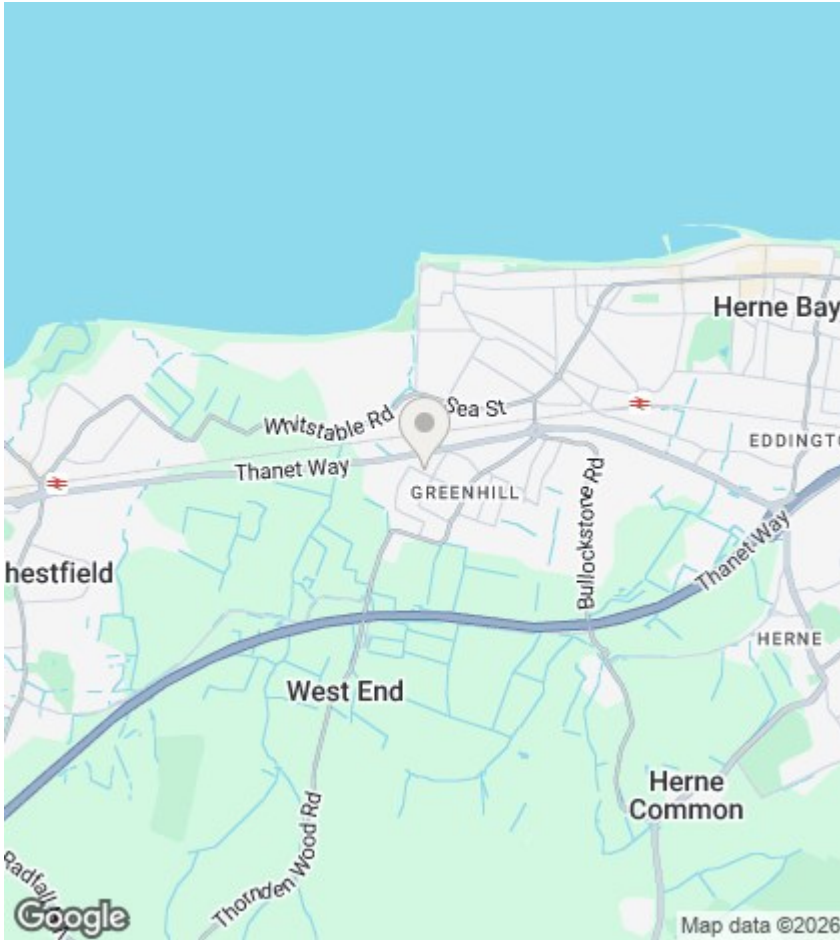 Herne Bay
Whitstable Rd
Sea St
EDDINGTO
Thanet Way
GREENHILL
Bullockstone Rd
Thanet Way
hestfield
HERNE
West End
Herne
Common
Thornden Wood Rd
Radfall
Google
Map data ©2026